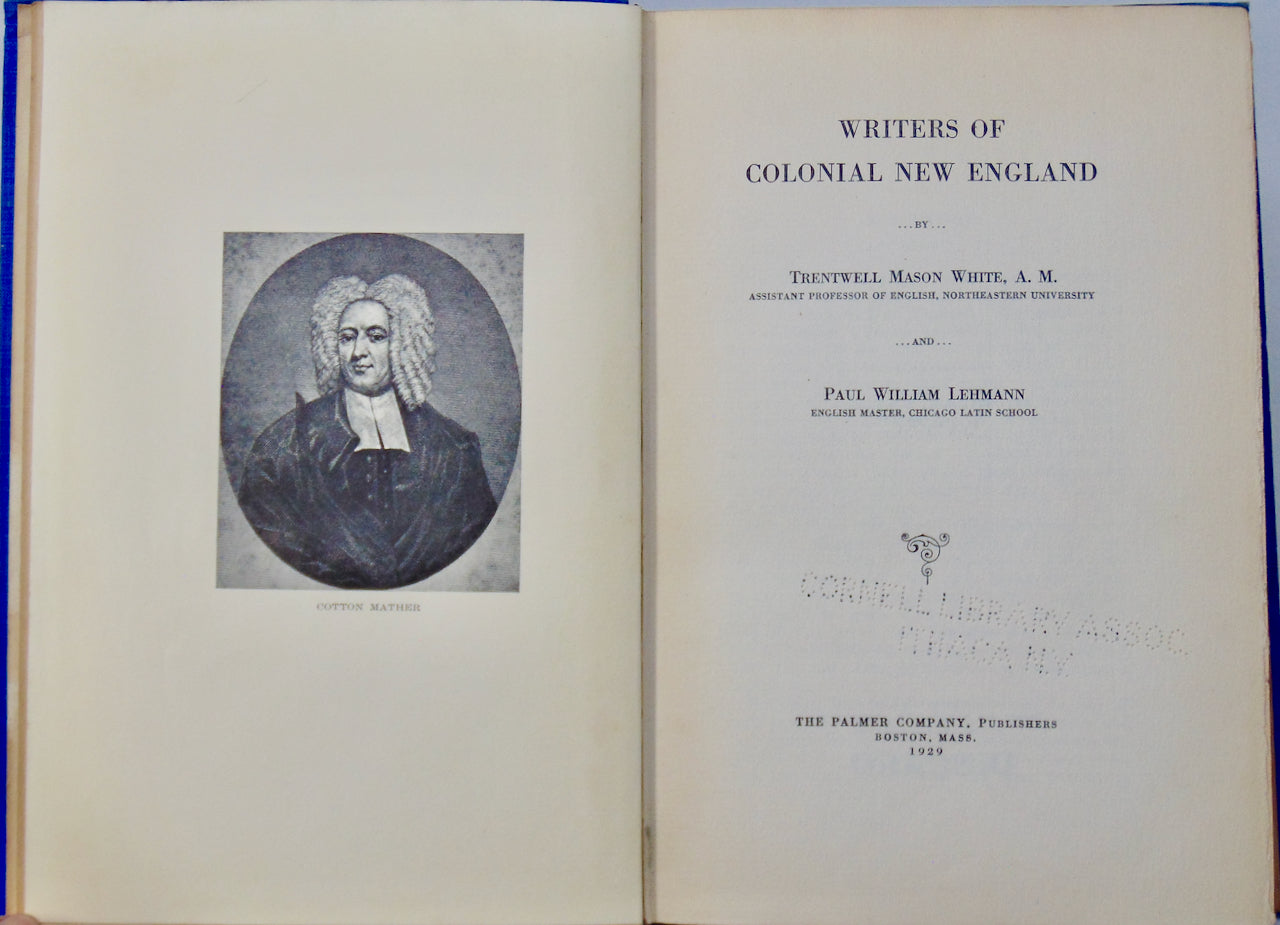 COTTON MATHER
WRITERS OF
COLONIAL NEW ENGLAND
...BY...
TRENTWELL MASON WHITE, A. M.
ASSISTANT PROFESSOR OF ENGLISH, NORTHEASTERN UNIVERSITY
...AND...
PAUL WILLIAM LEHMANN
ENGLISH MASTER, CHICAGO LATIN SCHOOL
CORNELL LIBRARY ASSOC.
ITHACA N.Y.
THE PALMER COMPANY, PUBLISHERS
BOSTON, MASS.
1929